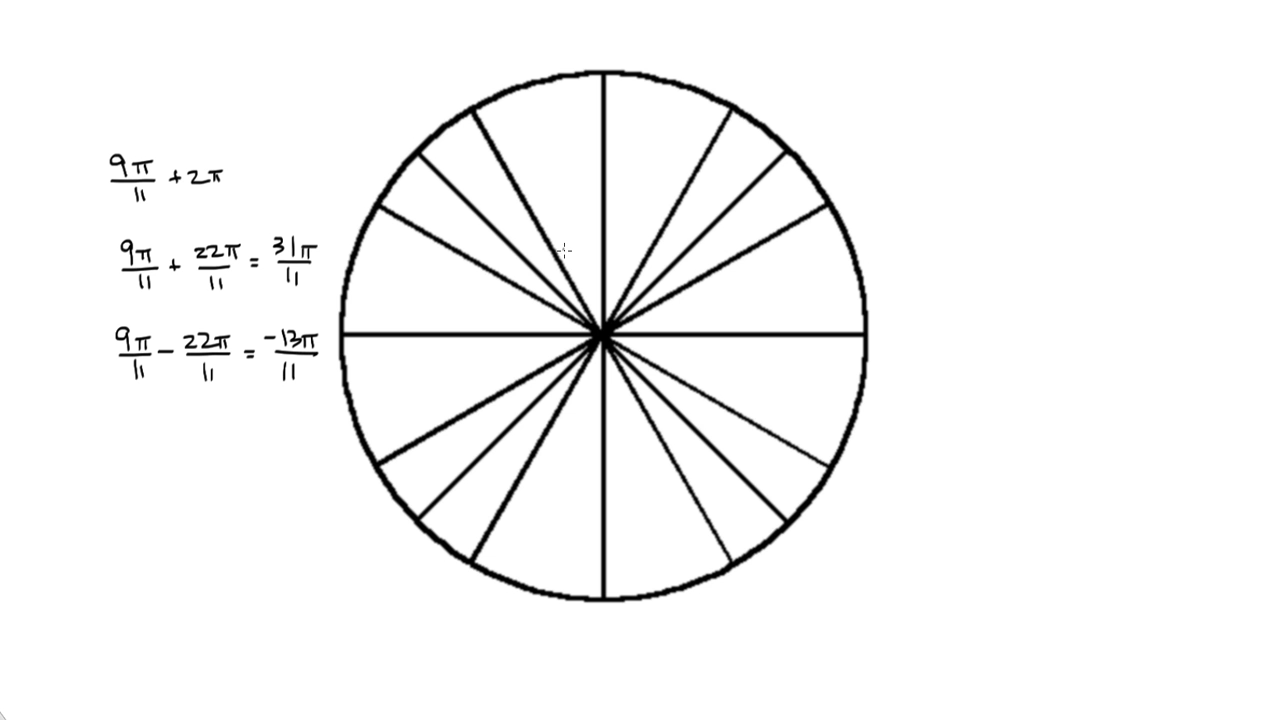 9π/11 + 2π
9π/11 + 22π/11 = 31π/11
9π/11 − 22π/11 = -13π/11